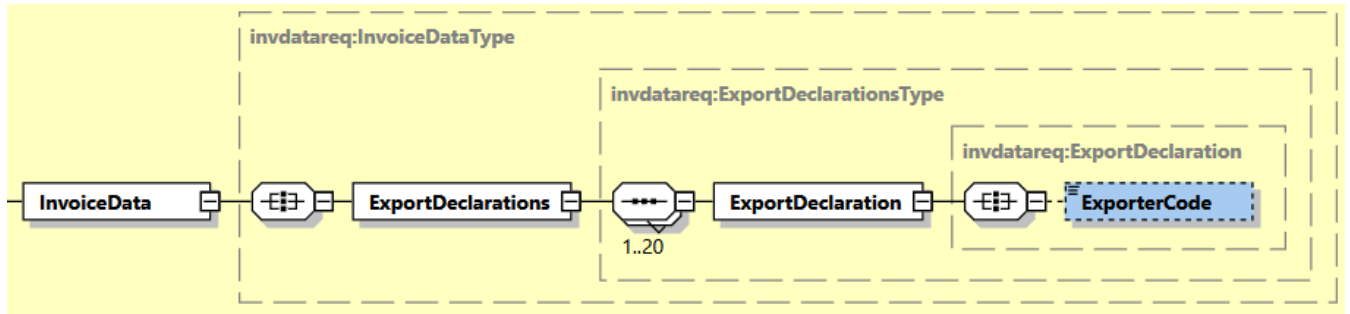 invdatareq:InvoiceDataType
invdatareq:ExportDeclarationsType
invdatareq:ExportDeclaration
InvoiceData
ExportDeclarations
ExportDeclaration
ExporterCode
1..20